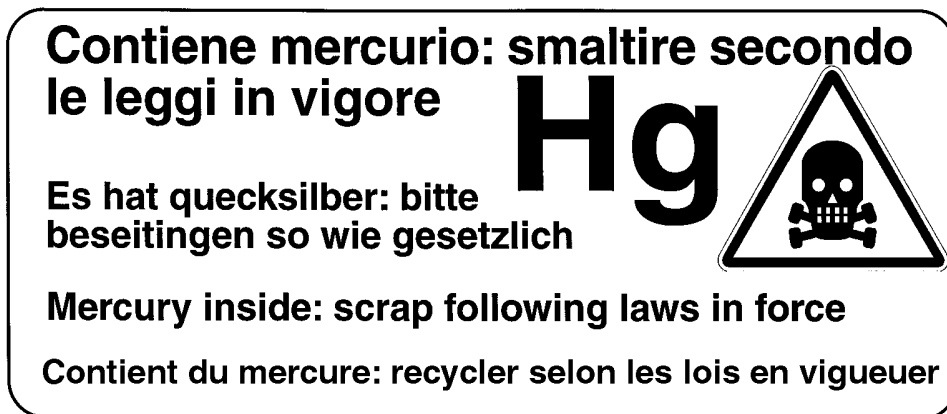 Contiene mercurio: smaltire secondo
le leggi in vigore
Hg
Es hat quecksilber: bitte
beseitingen so wie gesetzlich
Mercury inside: scrap following laws in force
Contient du mercure: recycler selon les lois en vigueuer